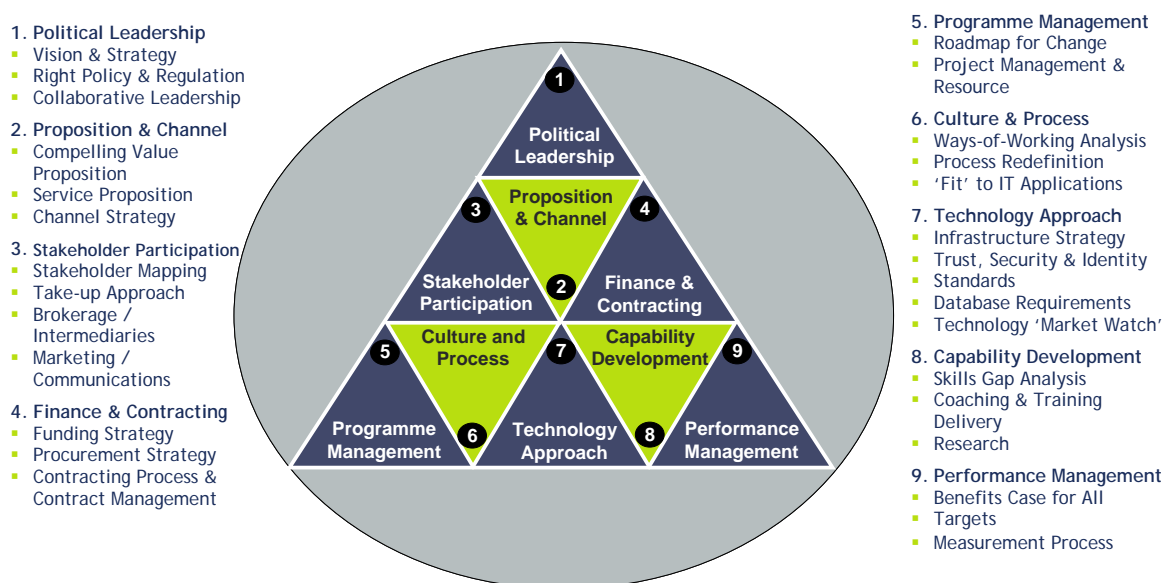 1. Political Leadership
▪ Vision & Strategy
▪ Right Policy & Regulation
▪ Collaborative Leadership
2. Proposition & Channel
▪ Compelling Value
Proposition
▪ Service Proposition
▪ Channel Strategy
3. Stakeholder Participation
▪ Stakeholder Mapping
▪ Take-up Approach
▪ Brokerage /
Intermediaries
▪ Marketing /
Communications
4. Finance & Contracting
▪ Funding Strategy
▪ Procurement Strategy
▪ Contracting Process &
Contract Management
1
Political
Leadership
Proposition
& Channel
2
3
Stakeholder
Participation
4
Finance &
Contracting
5
Programme
Management
Culture and
Process
6
7
Technology
Approach
Capability
Development
8
9
Performance
Management
5. Programme Management
▪ Roadmap for Change
▪ Project Management &
Resource
6. Culture & Process
▪ Ways-of-Working Analysis
▪ Process Redefinition
▪ ‘Fit’ to IT Applications
7. Technology Approach
▪ Infrastructure Strategy
▪ Trust, Security & Identity
▪ Standards
▪ Database Requirements
▪ Technology ‘Market Watch’
8. Capability Development
▪ Skills Gap Analysis
▪ Coaching & Training
Delivery
▪ Research
9. Performance Management
▪ Benefits Case for All
▪ Targets
▪ Measurement Process